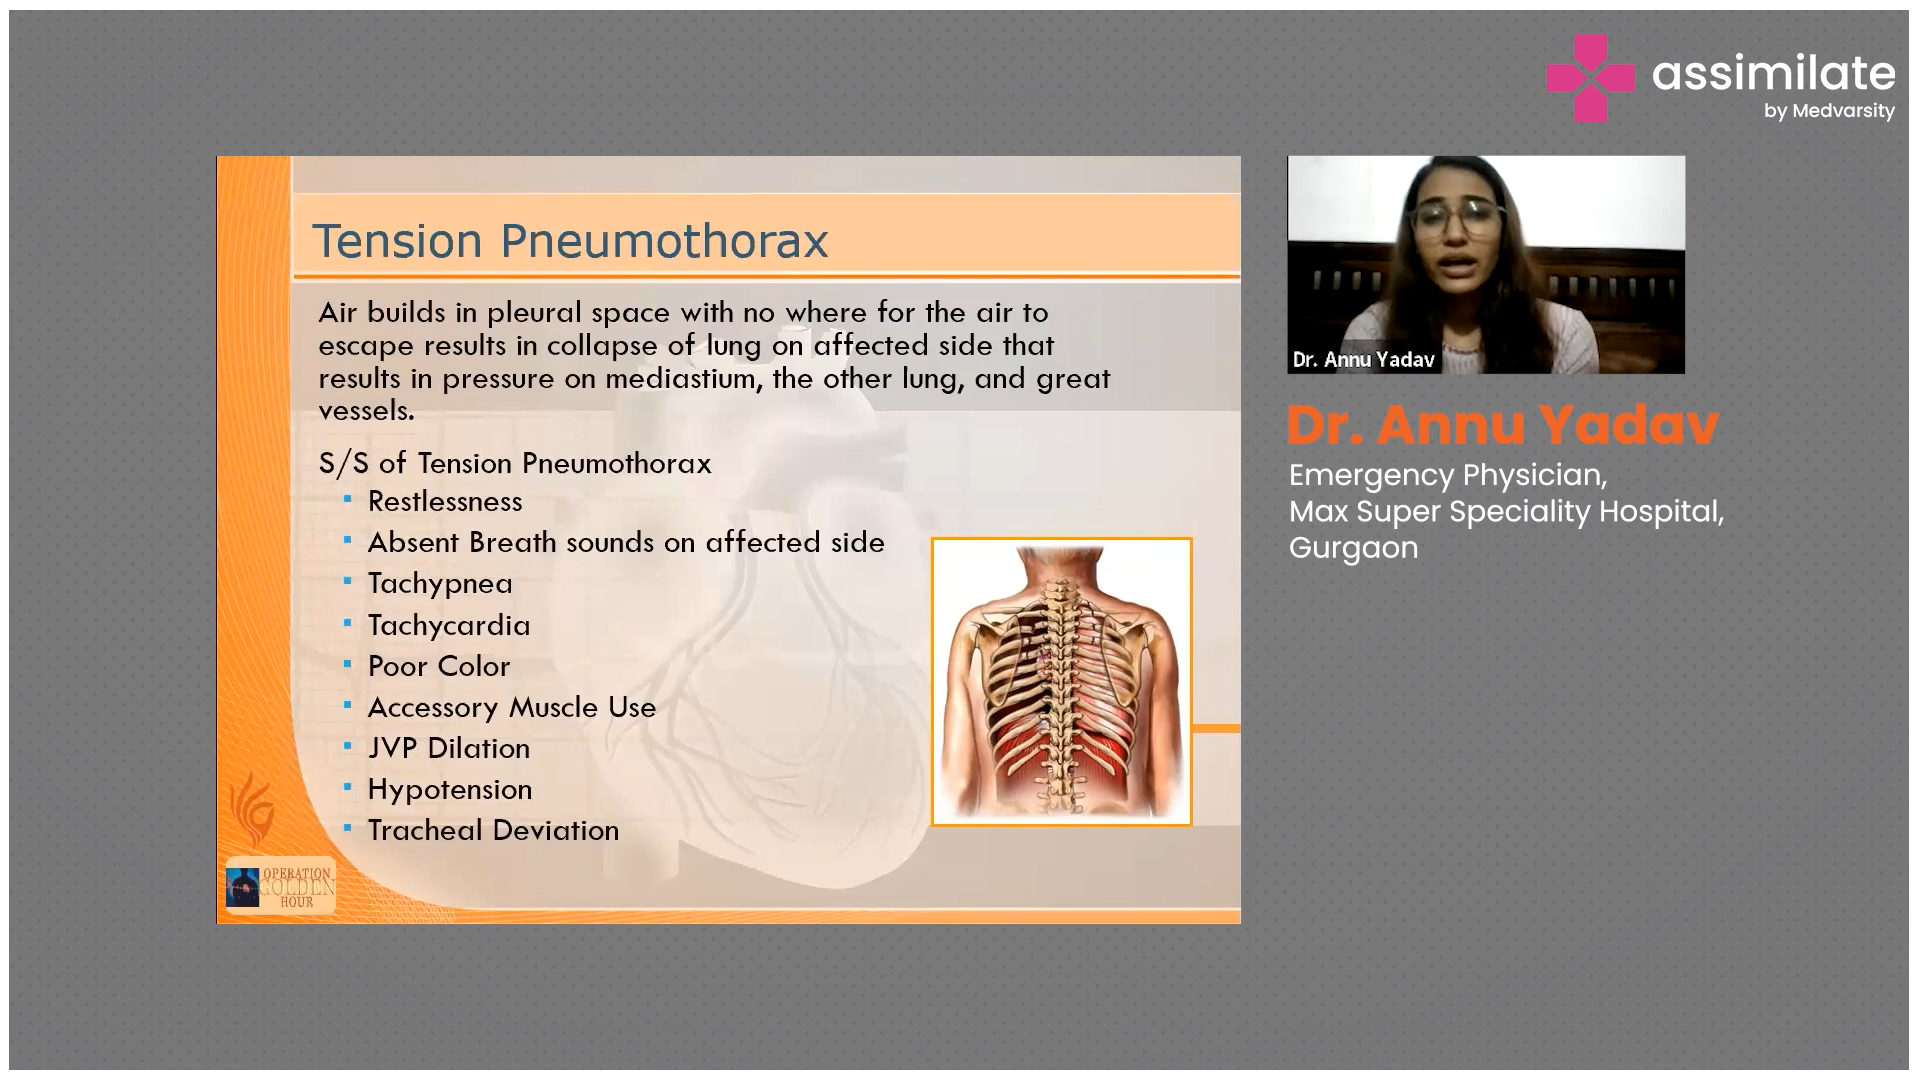 assimilate
by Medvarsity
Tension Pneumothorax
Air builds in pleural space with no where for the air to
escape results in collapse of lung on affected side that
results in pressure on mediastium, the other lung, and great
vessels.
S/S of Tension Pneumothorax
Restlessness
Absent Breath sounds on affected side
Tachypnea
Tachycardia
Poor Color
Accessory Muscle Use
JVP Dilation
Hypotension
Tracheal Deviation
OPERATION
GOLDEN
HOUR
Dr. Annu Yadav
Dr. Annu Yadav
Emergency Physician,
Max Super Speciality Hospital,
Gurgaon